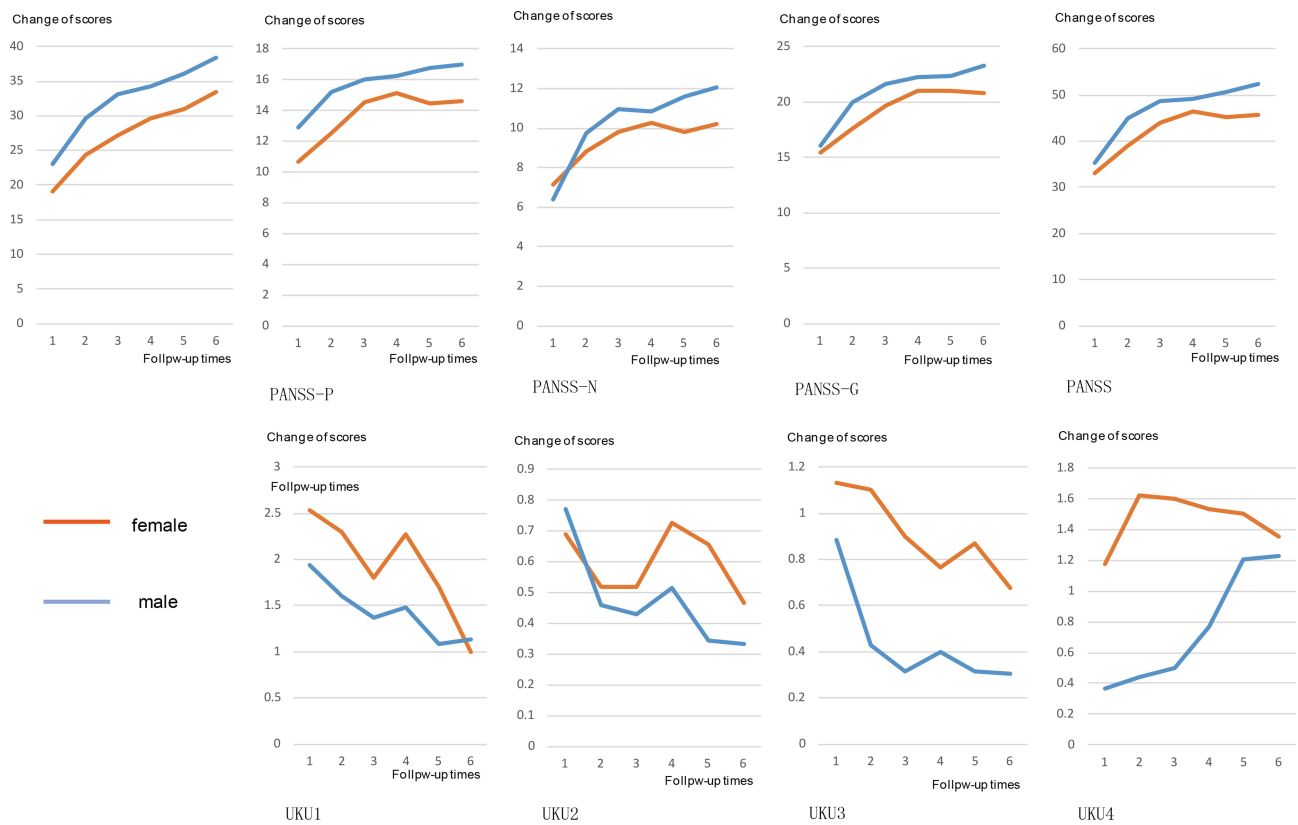 Change of scores
40
35
30
25
20
15
10
5
0
1 2 3 4 5 6
Follpw-up times
Change of scores
18
16
14
12
10
8
6
4
2
0
1 2 3 4 5 6
Follpw-up times
PANSS-P
Change of scores
14
12
10
8
6
4
2
0
1 2 3 4 5 6
Follpw-up times
PANSS-N
Change of scores
25
20
15
10
5
0
1 2 3 4 5 6
Follpw-up times
PANSS-G
Change of scores
60
50
40
30
20
10
0
1 2 3 4 5 6
Follpw-up times
PANSS
female
male
Change of scores
3
Follpw-up times
2.5
2
1.5
1
0.5
0
1 2 3 4 5 6
Follpw-up times
UKU1
Change of scores
0.9
0.8
0.7
0.6
0.5
0.4
0.3
0.2
0.1
0
1 2 3 4 5 6
Follpw-up times
UKU2
Change of scores
1.2
1
0.8
0.6
0.4
0.2
0
1 2 3 4 5 6
Follpw-up times
UKU3
Change of scores
1.8
1.6
1.4
1.2
1
0.8
0.6
0.4
0.2
0
1 2 3 4 5 6
Follpw-up times
UKU4